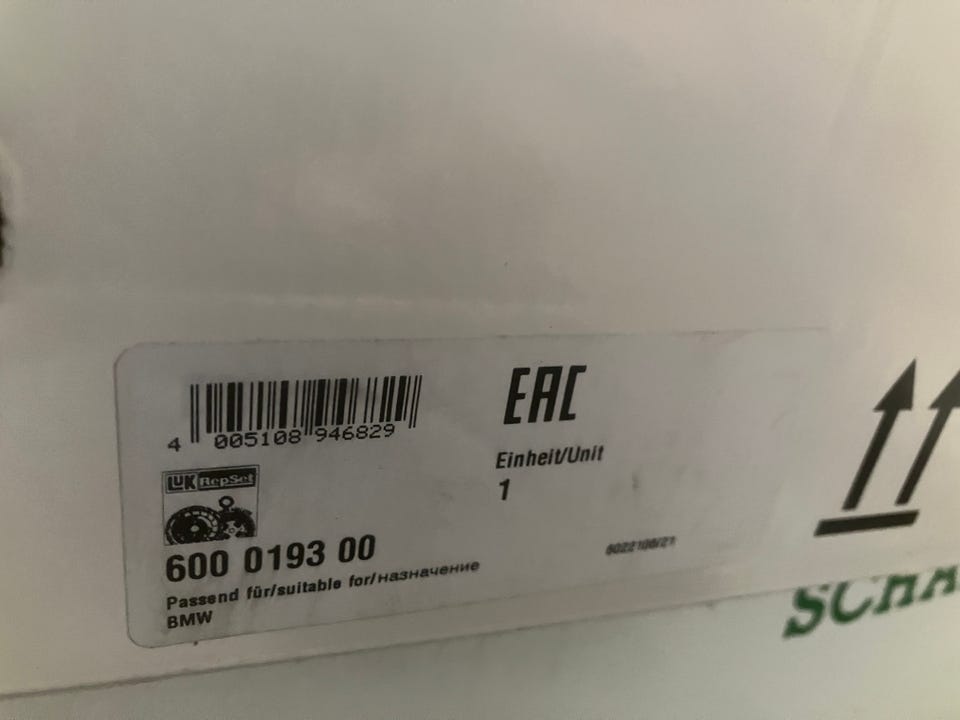 4 005108 946829
EAC
Einheit/Unit
1
LUK RepSet
600 0193 00
Passend für/suitable for/назначение
BMW
SCHA